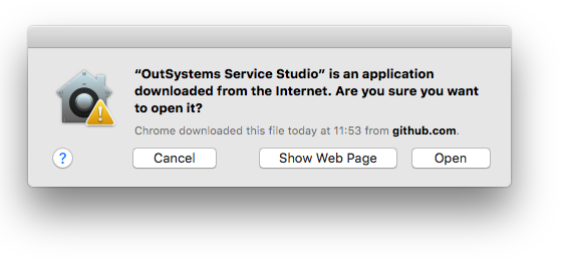 “OutSystems Service Studio” is an application
downloaded from the Internet. Are you sure you want
to open it?
Chrome downloaded this file today at 11:53 from github.com.
? Cancel Show Web Page Open